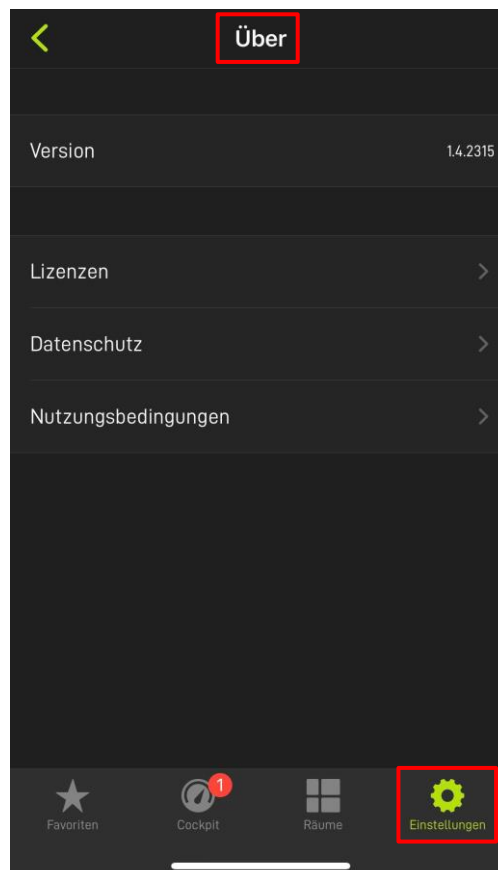 Über
Version 1.4.2315
Lizenzen
Datenschutz
Nutzungsbedingungen
1
Favoriten Cockpit Räume Einstellungen